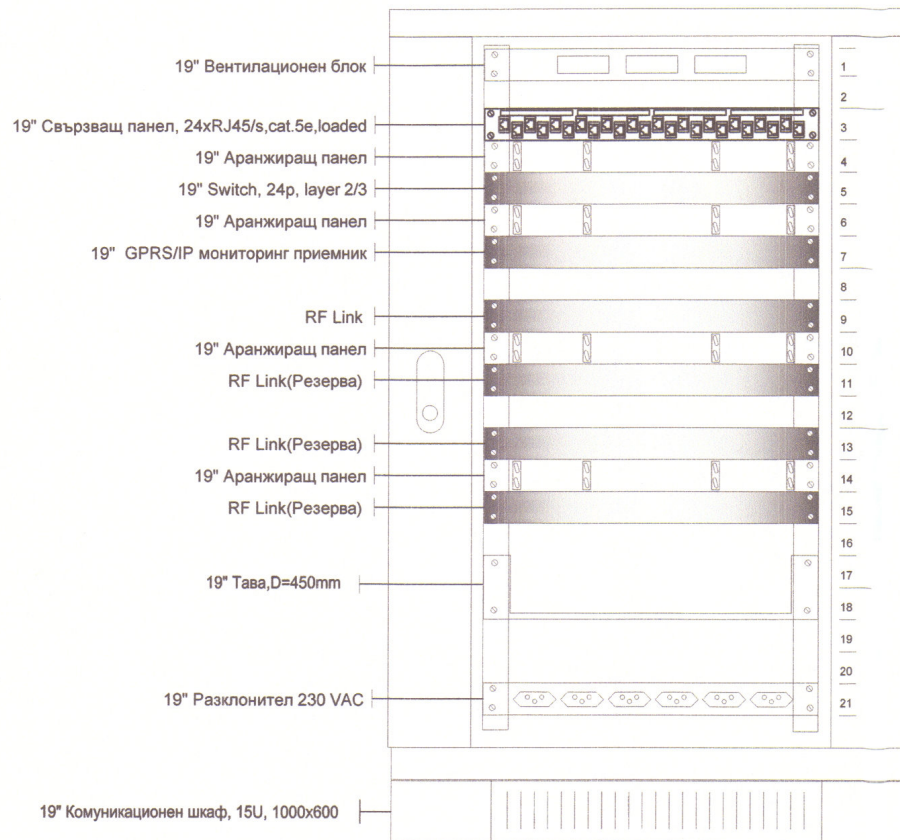 19" Вентилационен блок
1
2
19" Свързващ панел, 24xRJ45/s,cat.5e,loaded
3
19" Аранжиращ панел
4
19" Switch, 24p, layer 2/3
5
19" Аранжиращ панел
6
19" GPRS/IP мониторинг приемник
7
8
RF Link
9
19" Аранжиращ панел
10
RF Link(Резерва)
11
12
RF Link(Резерва)
13
19" Аранжиращ панел
14
RF Link(Резерва)
15
16
19" Тава,D=450mm
17
18
19
20
19" Разклонител 230 VAC
21
19" Комуникационен шкаф, 15U, 1000x600